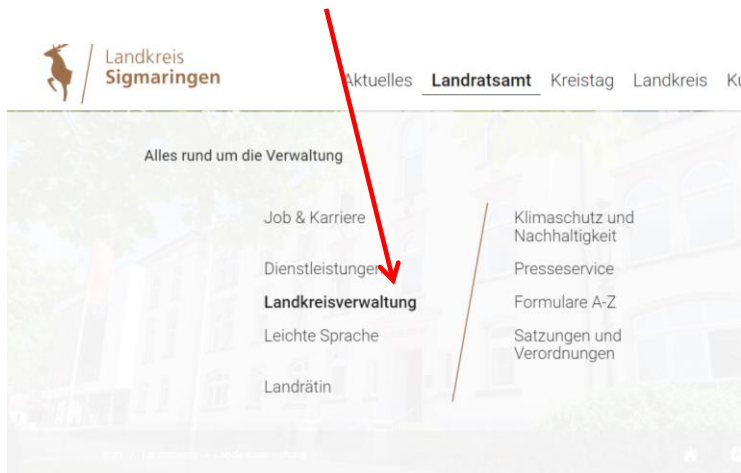 Landkreis
Sigmaringen
Aktuelles Landratsamt Kreistag Landkreis
Alles rund um die Verwaltung
Job & Karriere
Dienstleistungen
Landkreisverwaltung
Leichte Sprache
Landrätin
Klimaschutz und
Nachhaltigkeit
Presseservice
Formulare A-Z
Satzungen und
Verordnungen